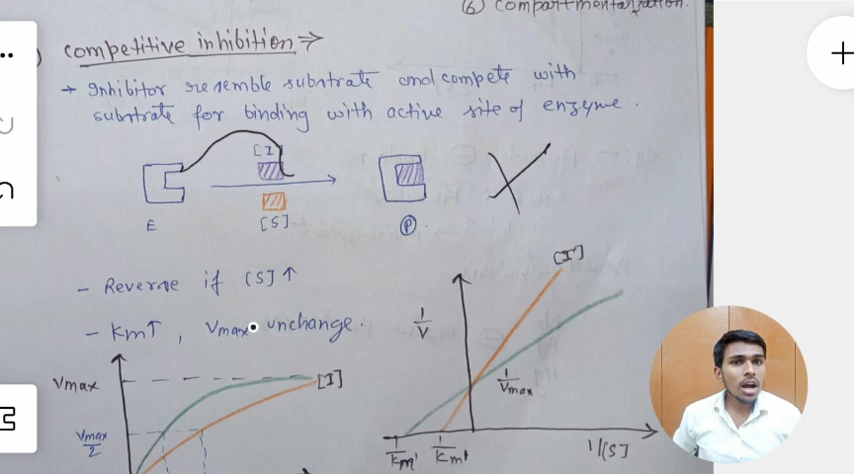 (6) compartmentalization.
) competitive inhibition⇒
→ Inhibitor resemble substrate and compete with
substrate for binding with active site of enzyme.
[I]
E
[S]
P
- Reverse if [S]↑
- Km↑, Vmax unchange.
Vmax
[I]
Vmax/2
[I]
1/V
1/Vmax
1/Km'
1/Km'
1/[S]